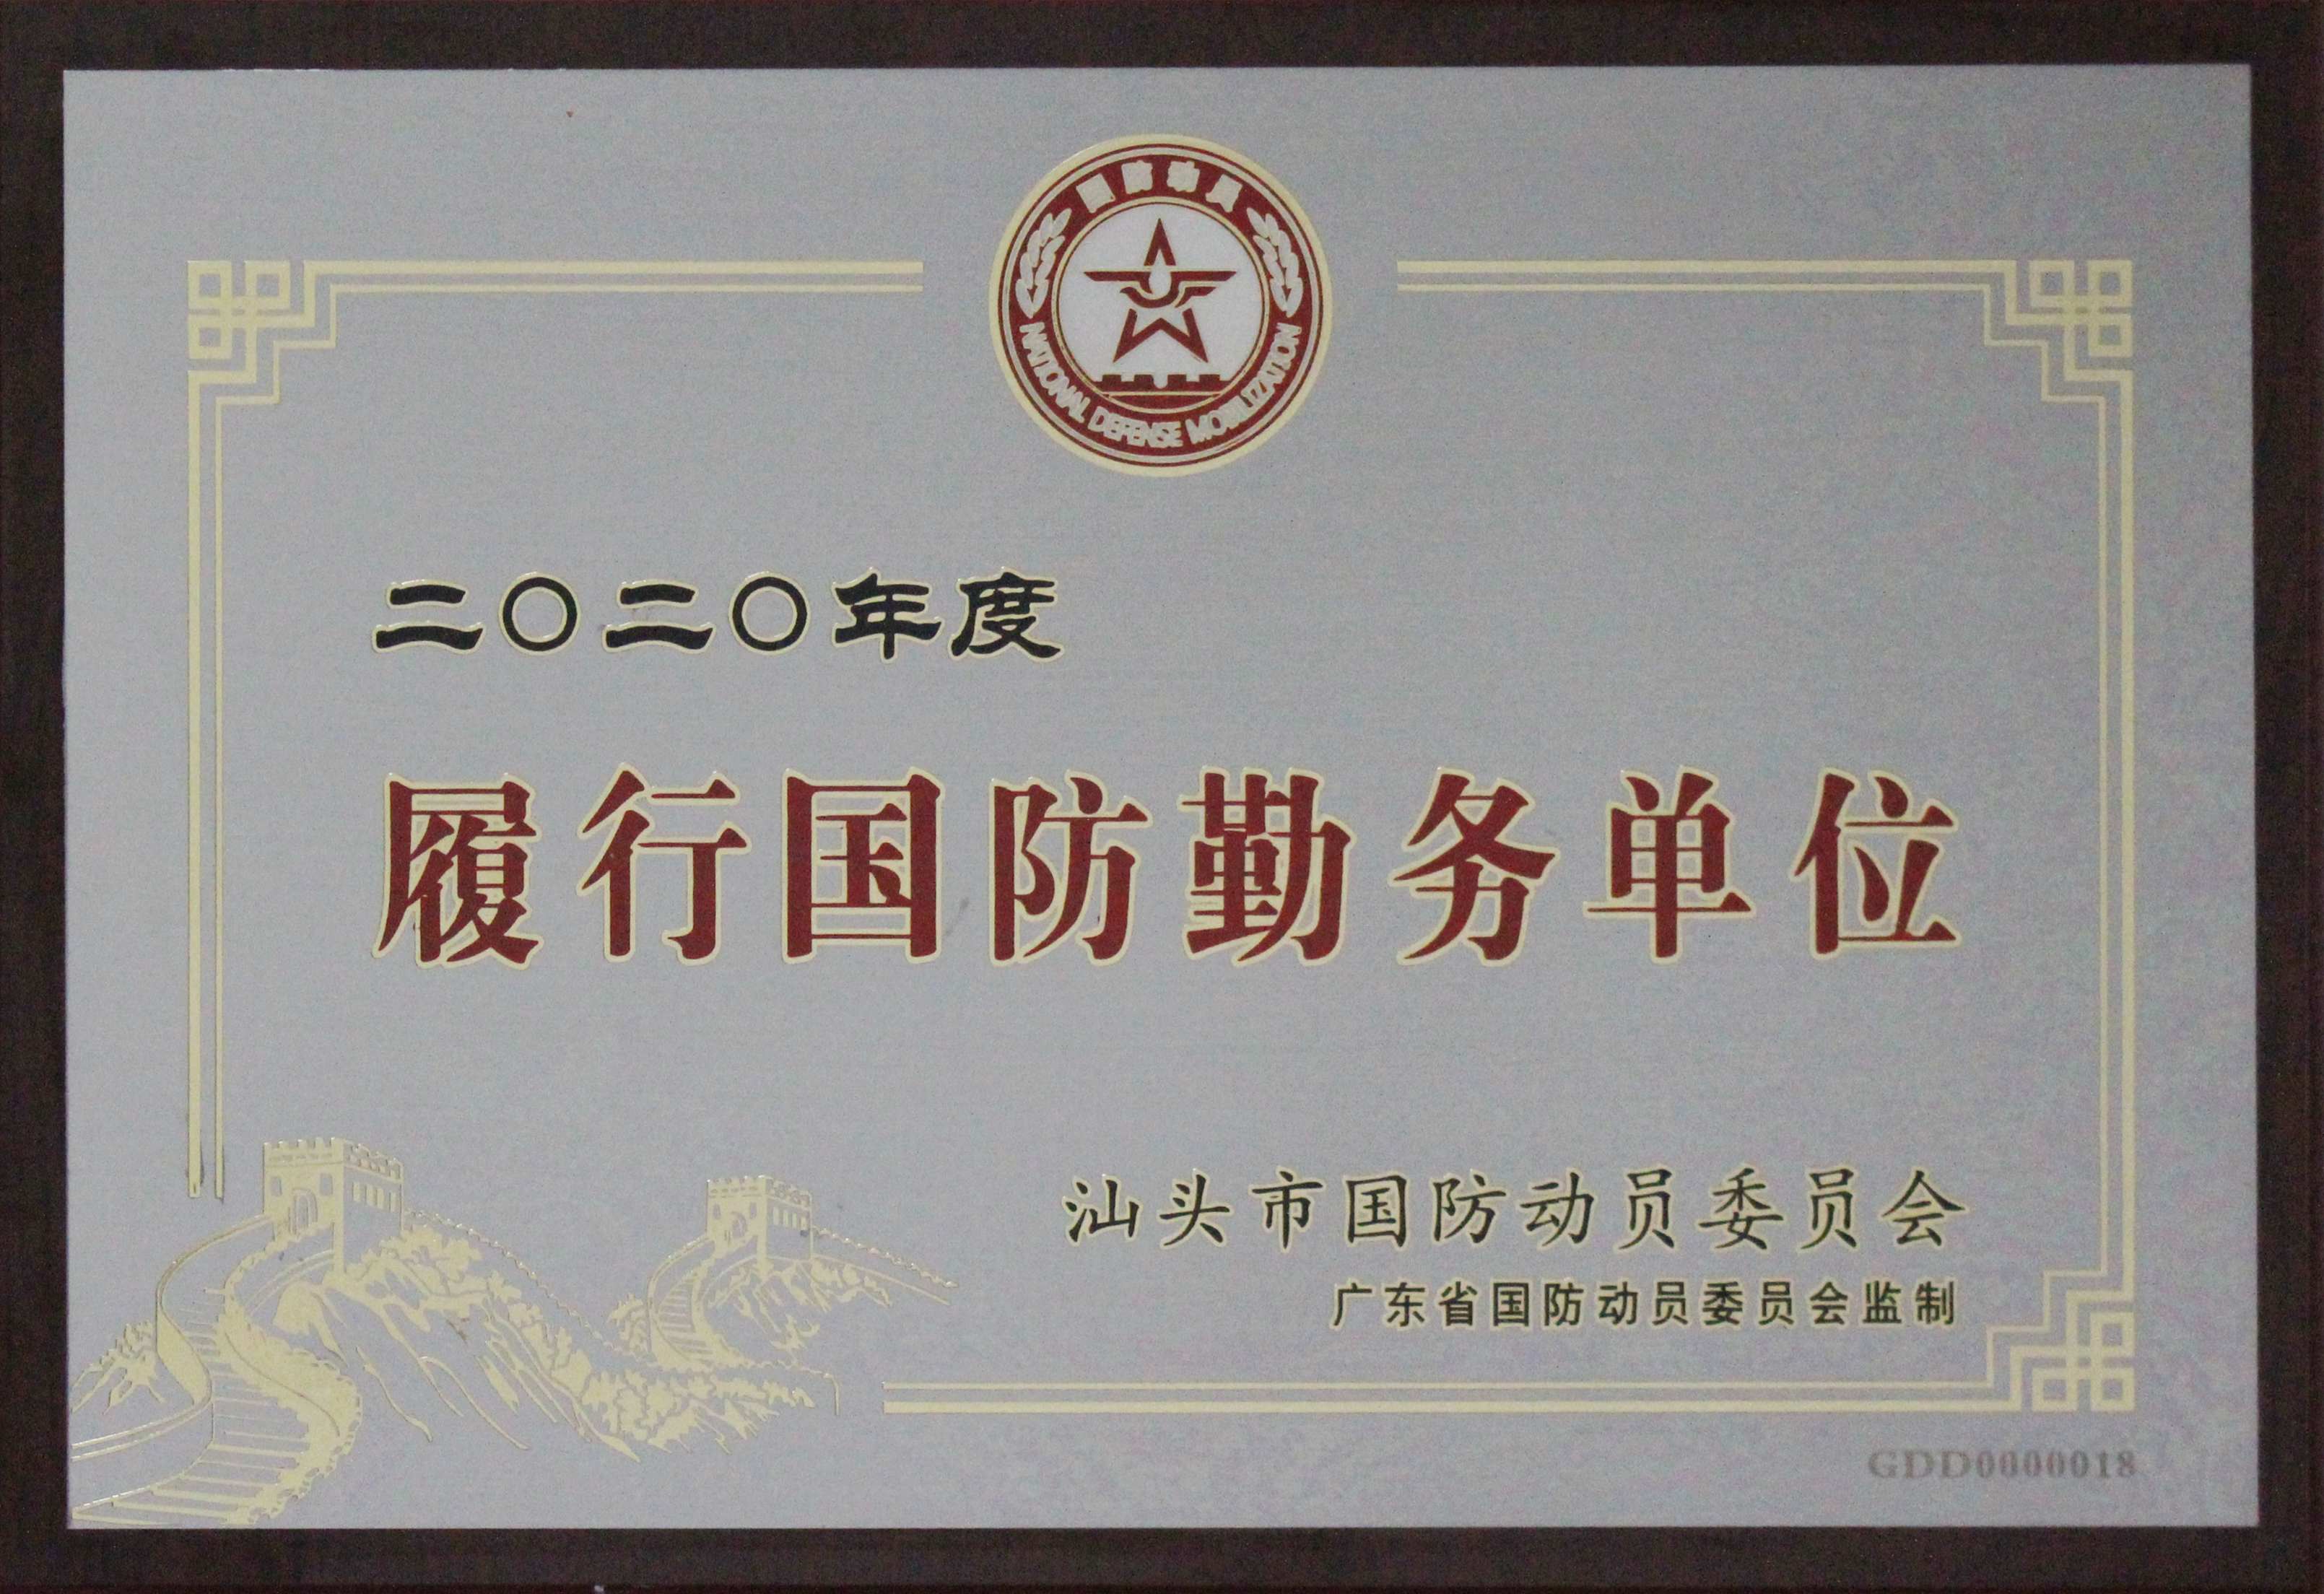 国防动员
NATIONAL DEFENSE MOBILIZATION
二〇二〇年度
履行国防勤务单位
汕头市国防动员委员会
广东省国防动员委员会监制
GDD0000018